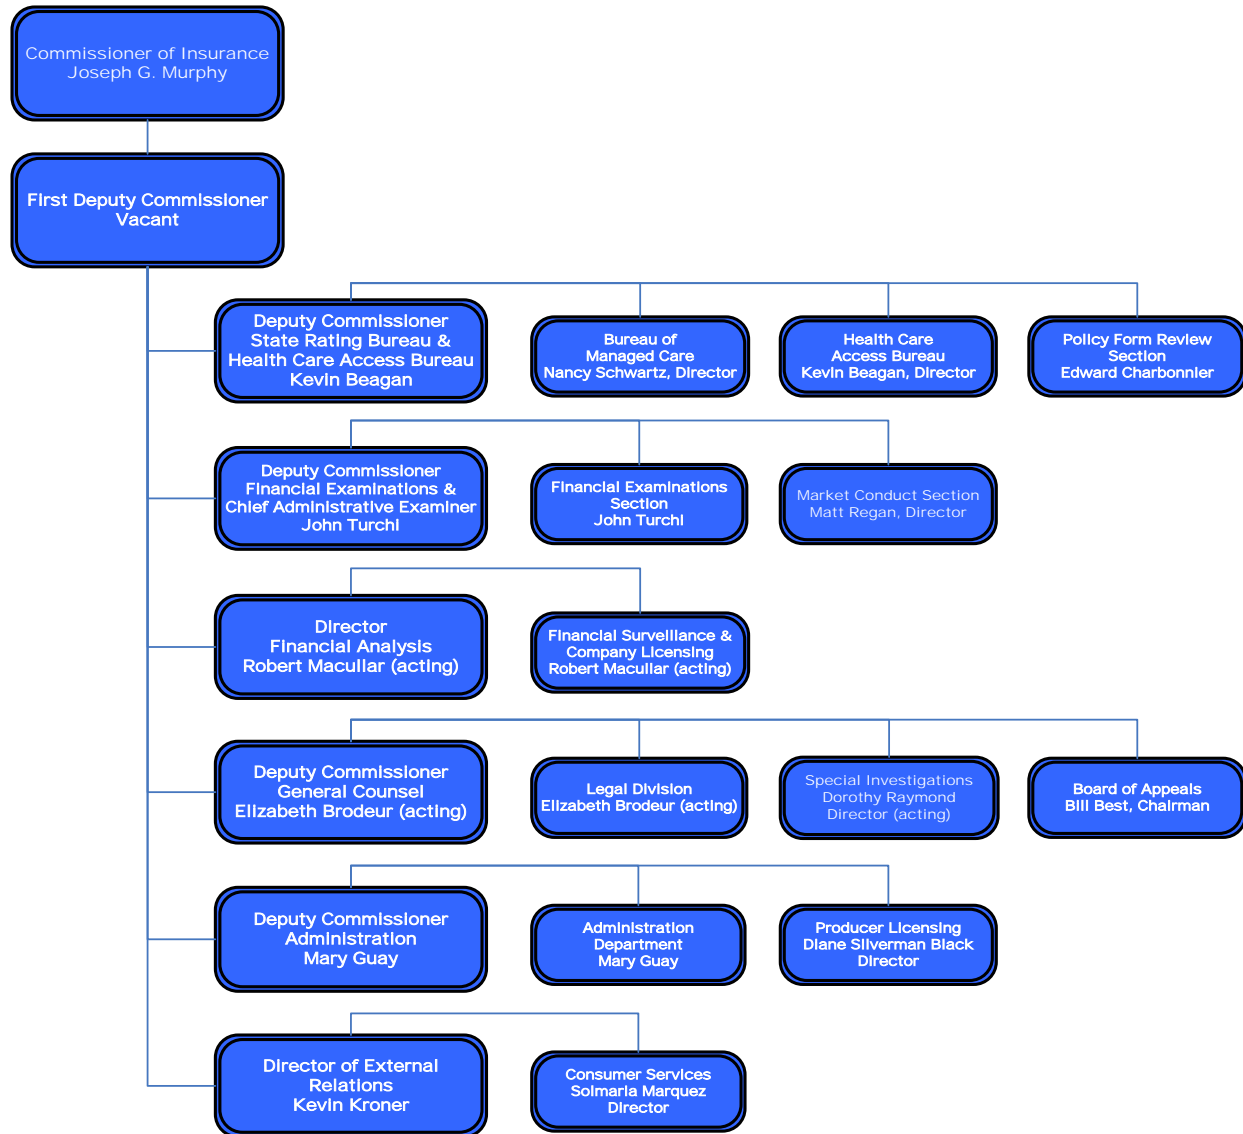 Commissioner of Insurance
Joseph G. Murphy
First Deputy Commissioner
Vacant
Deputy Commissioner
State Rating Bureau &
Health Care Access Bureau
Kevin Beagan
Bureau of
Managed Care
Nancy Schwartz, Director
Health Care
Access Bureau
Kevin Beagan, Director
Policy Form Review
Section
Edward Charbonnier
Deputy Commissioner
Financial Examinations &
Chief Administrative Examiner
John Turchi
Financial Examinations
Section
John Turchi
Market Conduct Section
Matt Regan, Director
Director
Financial Analysis
Robert Macullar (acting)
Financial Surveillance &
Company Licensing
Robert Macullar (acting)
Deputy Commissioner
General Counsel
Elizabeth Brodeur (acting)
Legal Division
Elizabeth Brodeur (acting)
Special Investigations
Dorothy Raymond
Director (acting)
Board of Appeals
Bill Best, Chairman
Deputy Commissioner
Administration
Mary Guay
Administration
Department
Mary Guay
Producer Licensing
Diane Silverman Black
Director
Director of External
Relations
Kevin Kroner
Consumer Services
Solmaria Marquez
Director